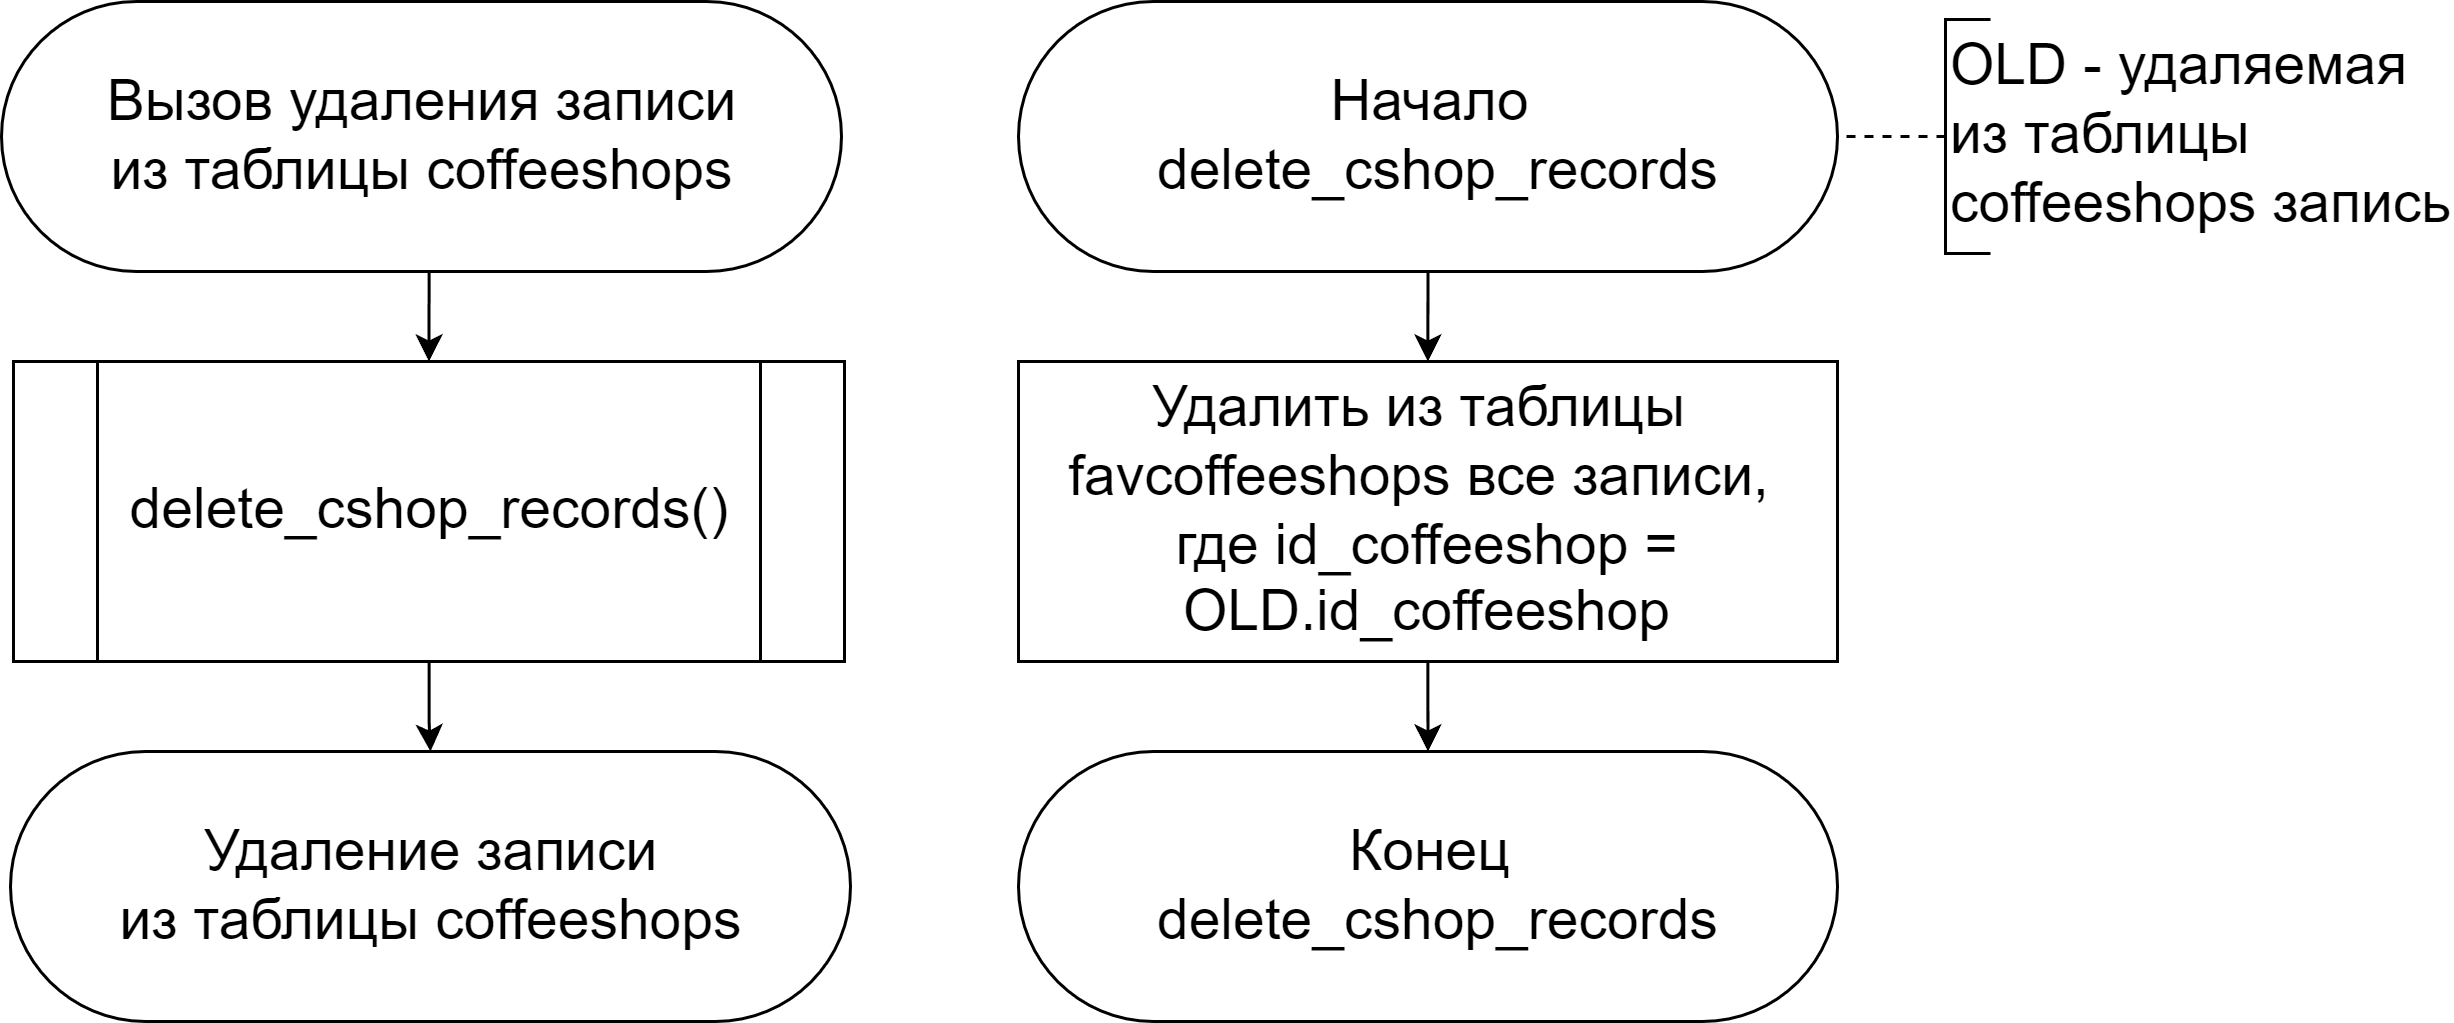 Вызов удаления записи
из таблицы coffeeshops
delete_cshop_records()
Удаление записи
из таблицы coffeeshops
Начало
delete_cshop_records
OLD - удаляемая
из таблицы
coffeeshops запись
Удалить из таблицы
favcoffeeshops все записи,
где id_coffeeshop =
OLD.id_coffeeshop
Конец
delete_cshop_records